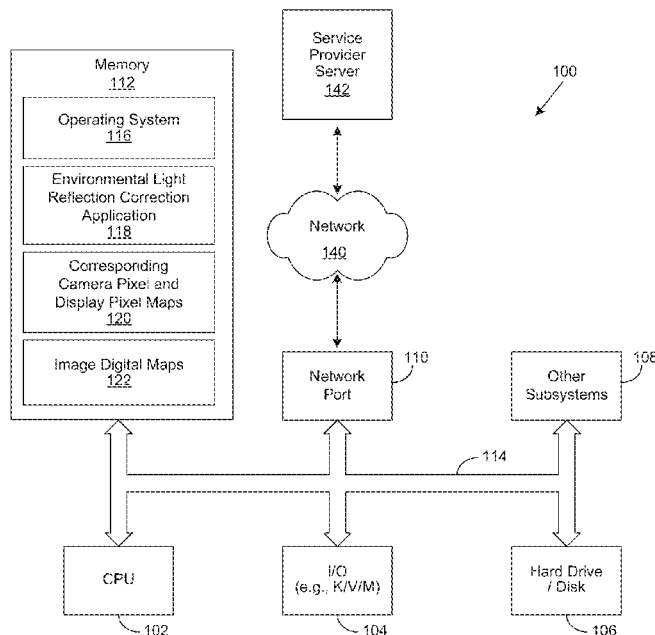 Memory
112
Operating System
116
Environmental Light
Reflection Correction
Application
118
Corresponding
Camera Pixel and
Display Pixel Maps
120
Image Digital Maps
122
Service
Provider
Server
142
100
Network
140
Network
Port
110
Other
Subsystems
108
114
CPU
102
I/O
(e.g., K/V/M)
104
Hard Drive
/ Disk
106